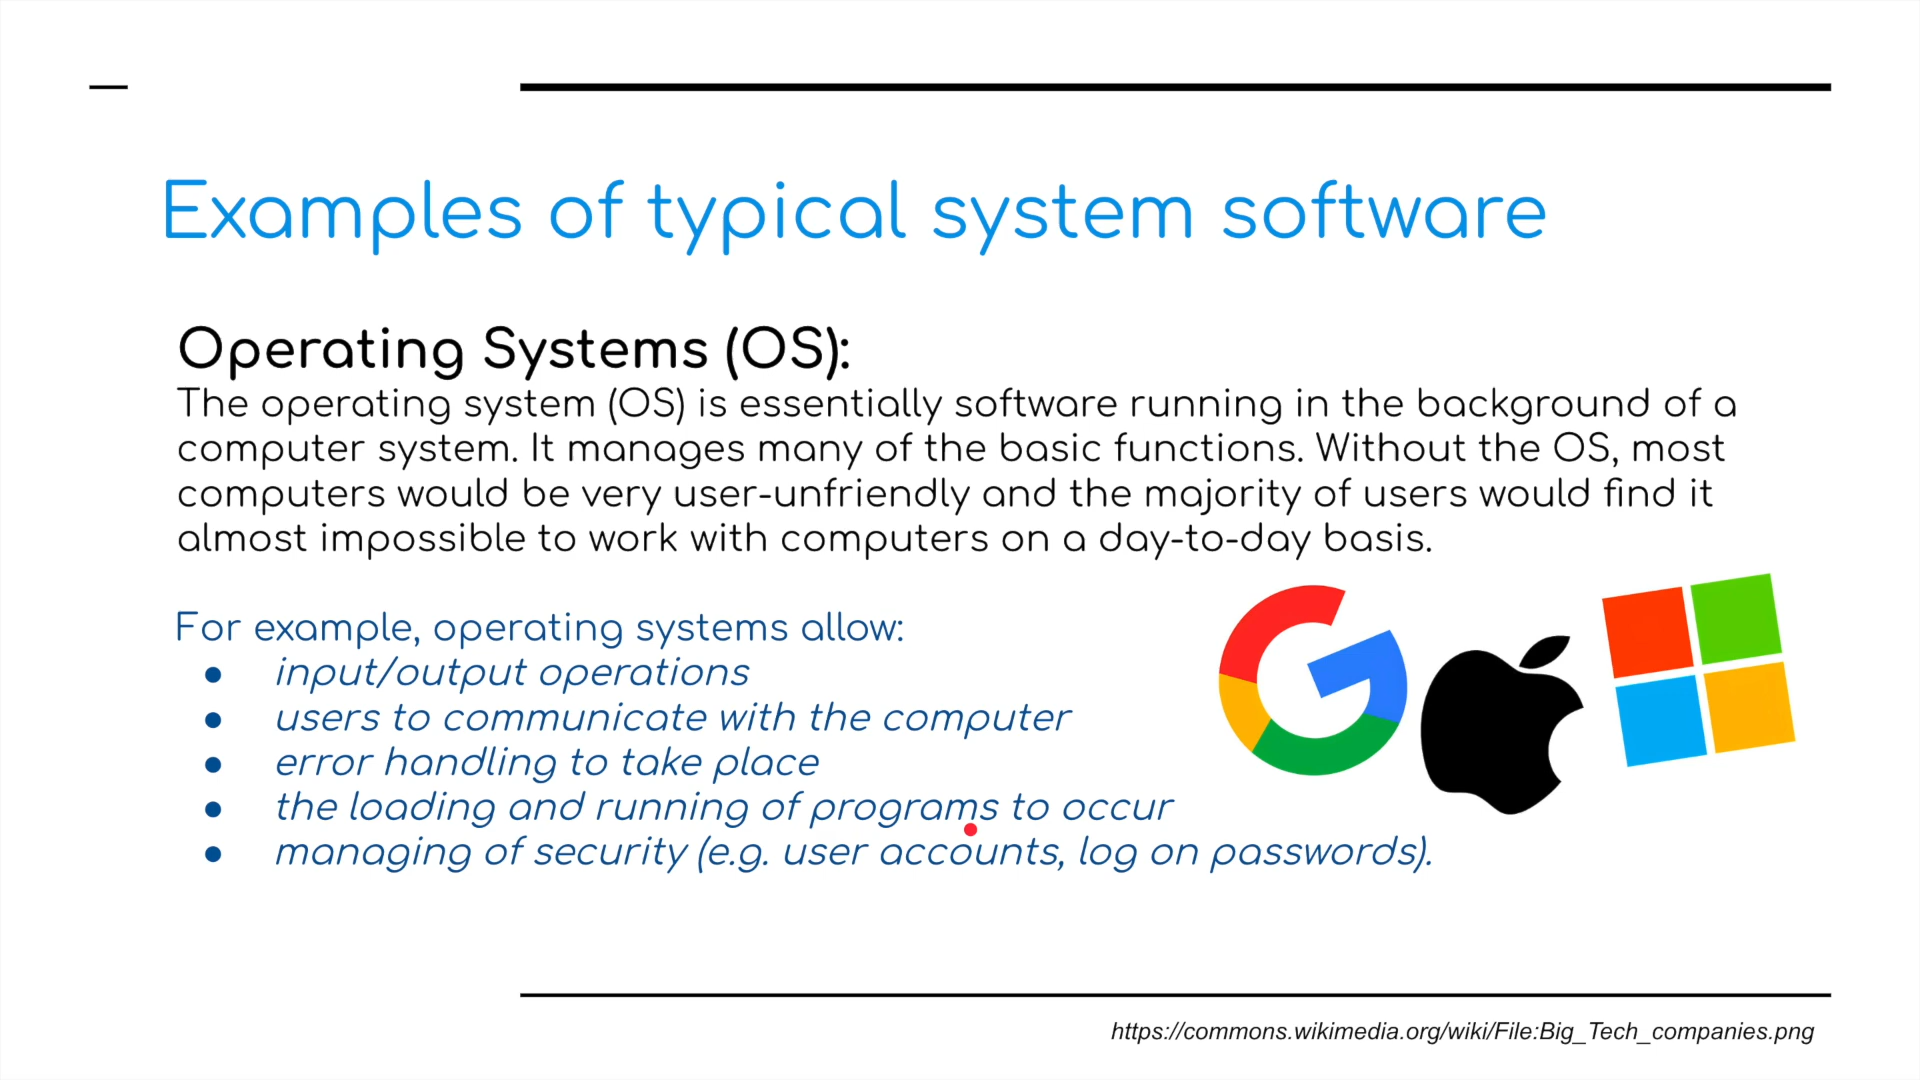 Examples of typical system software
Operating Systems (OS):
The operating system (OS) is essentially software running in the background of a
computer system. It manages many of the basic functions. Without the OS, most
computers would be very user-unfriendly and the majority of users would find it
almost impossible to work with computers on a day-to-day basis.
For example, operating systems allow:
● input/output operations
● users to communicate with the computer
● error handling to take place
● the loading and running of programs to occur
● managing of security (e.g. user accounts, log on passwords).
https://commons.wikimedia.org/wiki/File:Big_Tech_companies.png